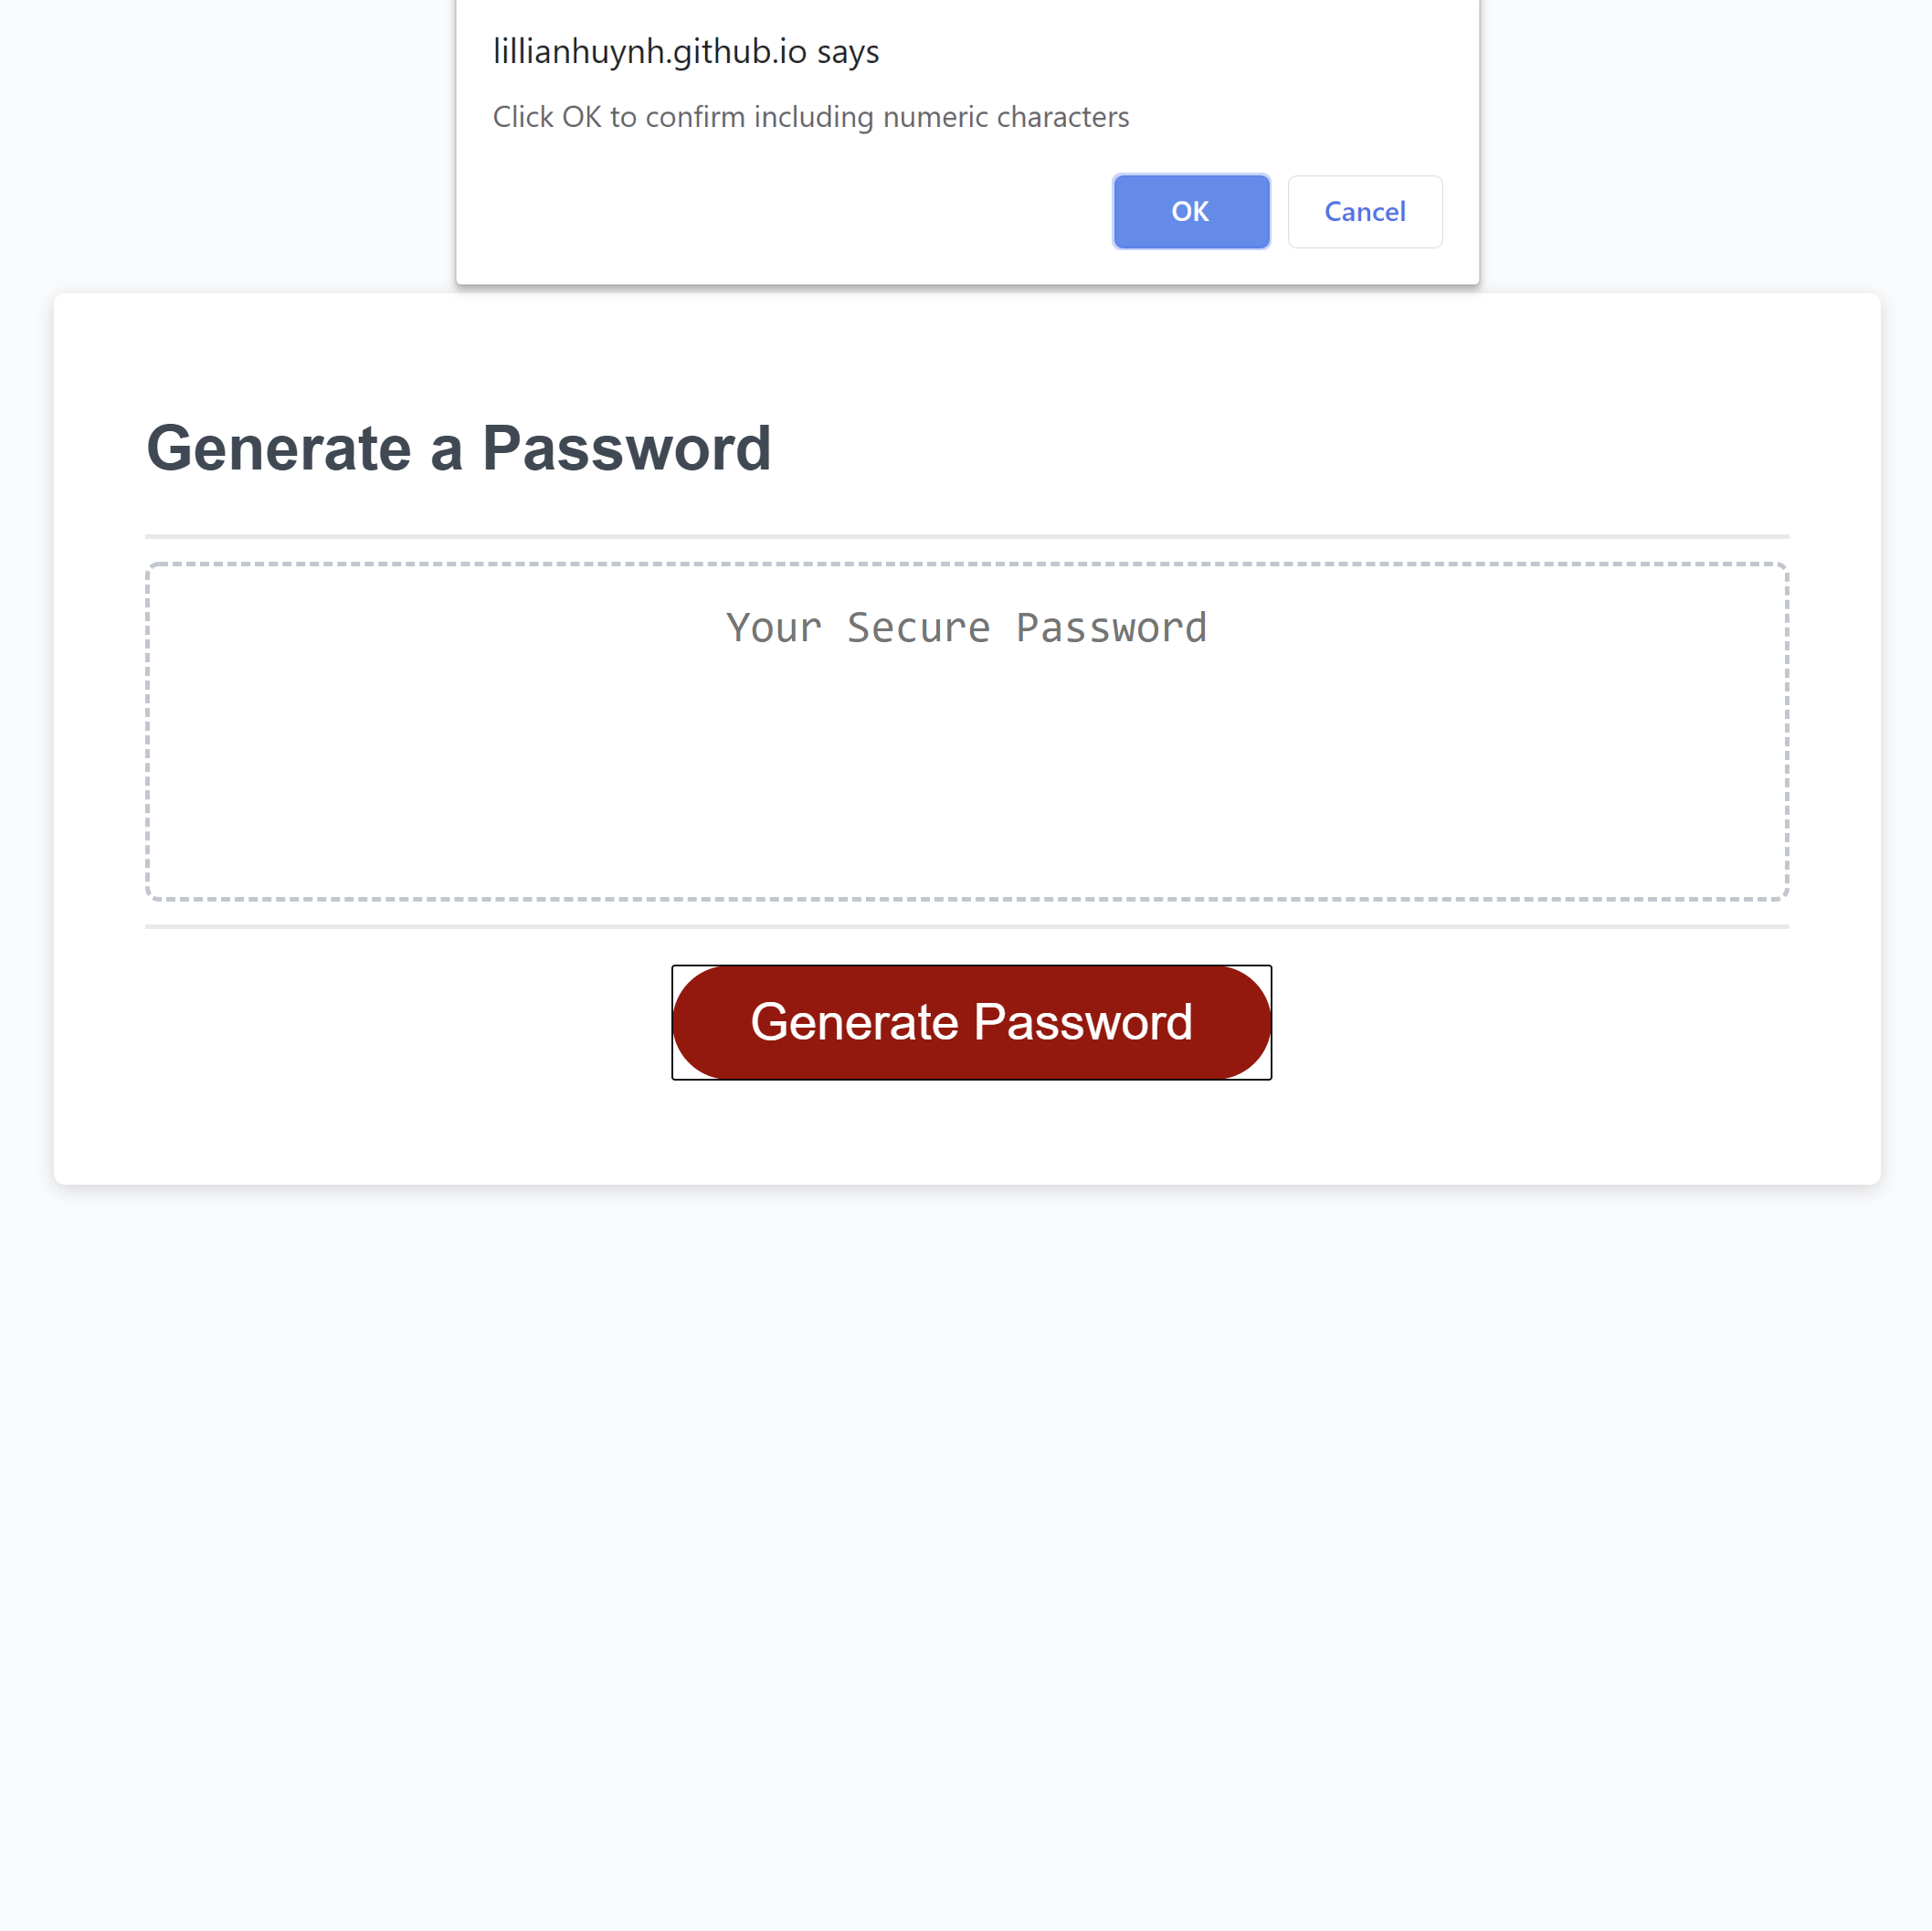 lillianhuynh.github.io says
Click OK to confirm including numeric characters
OK Cancel
Generate a Password
Your Secure Password
Generate Password